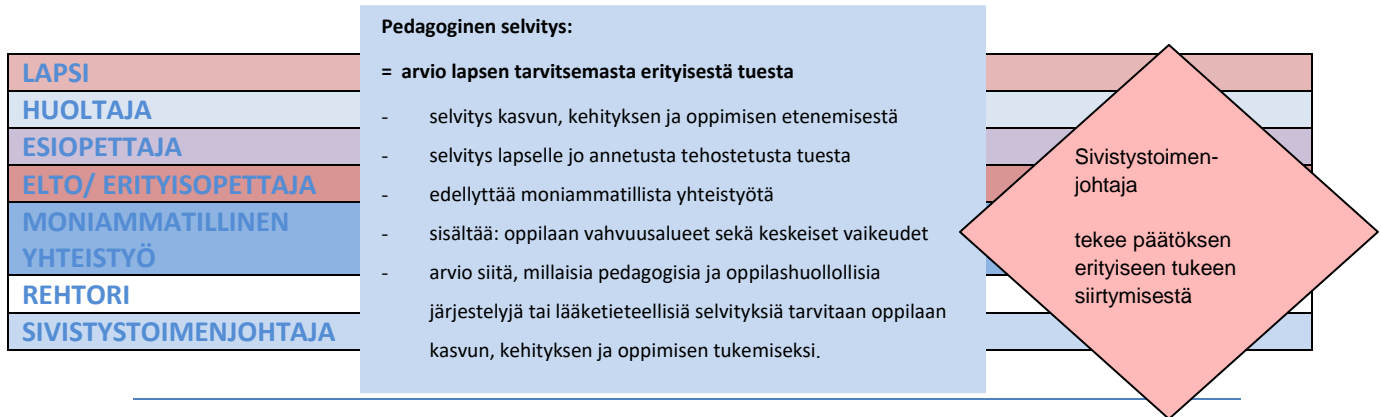 LAPSI
HUOLTAJA
ESIOPETTAJA
ELTO/ ERITYISOPETTAJA
MONIAMMATILLINEN
YHTEISTYÖ
REHTORI
SIVISTYSTOIMENJOHTAJA
Pedagoginen selvitys:
= arvio lapsen tarvitsemasta erityisestä tuesta
- selvitys kasvun, kehityksen ja oppimisen etenemisestä
- selvitys lapselle jo annetusta tehostetusta tuesta
- edellyttää moniammatillista yhteistyötä
- sisältää: oppilaan vahvuusalueet sekä keskeiset vaikeudet
- arvio siitä, millaisia pedagogisia ja oppilashuollollisia
järjestelyjä tai lääketieteellisiä selvityksiä tarvitaan oppilaan
kasvun, kehityksen ja oppimisen tukemiseksi.
Sivistystoimen-
johtaja
tekee päätöksen
erityiseen tukeen
siirtymisestä